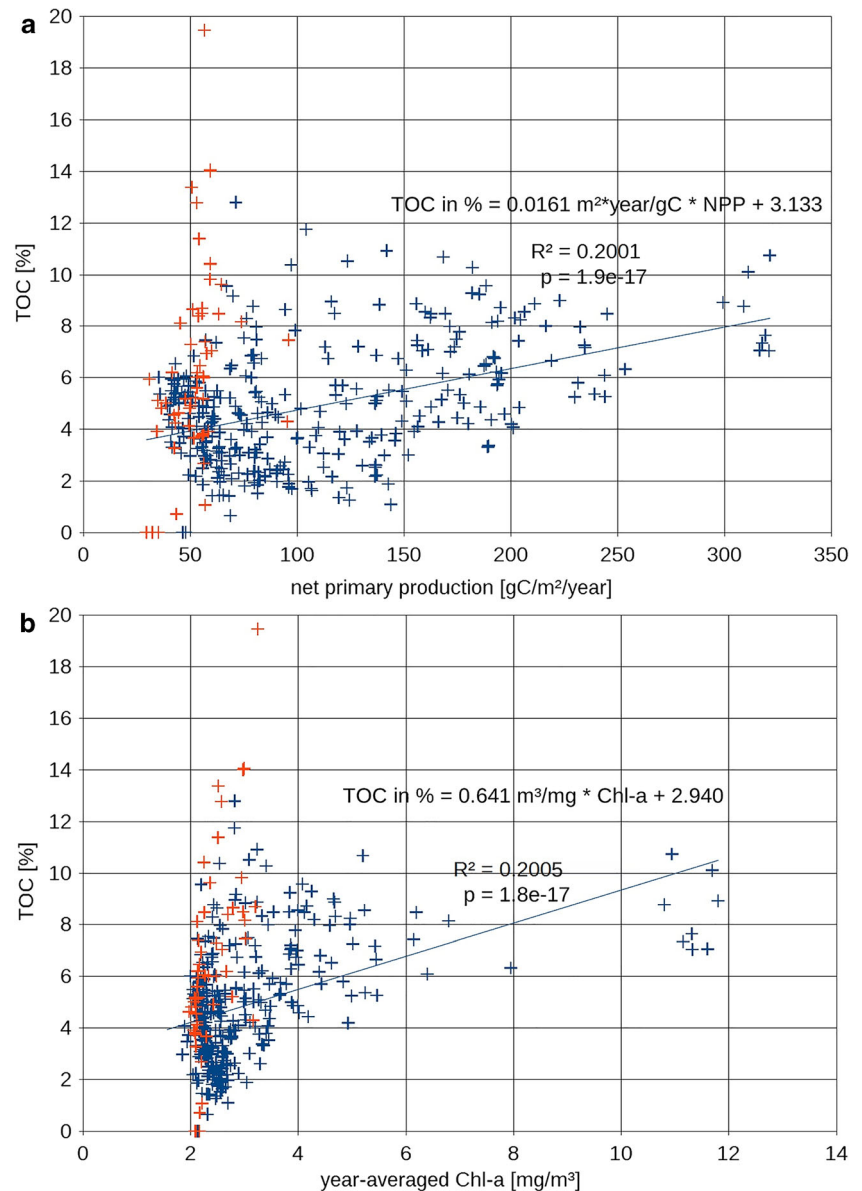 a
20
18
16
14
TOC in % = 0.0161 m²*year/gC * NPP + 3.133
12
R² = 0.2001
TOC [%]
10
p = 1.9e-17
8
6
4
2
0
0 50 100 150 200 250 300 350
net primary production [gC/m²/year]
b
20
18
16
14
TOC in % = 0.641 m³/mg * Chl-a + 2.940
12
TOC [%]
10
R² = 0.2005
p = 1.8e-17
8
6
4
2
0
0 2 4 6 8 10 12 14
year-averaged Chl-a [mg/m³]